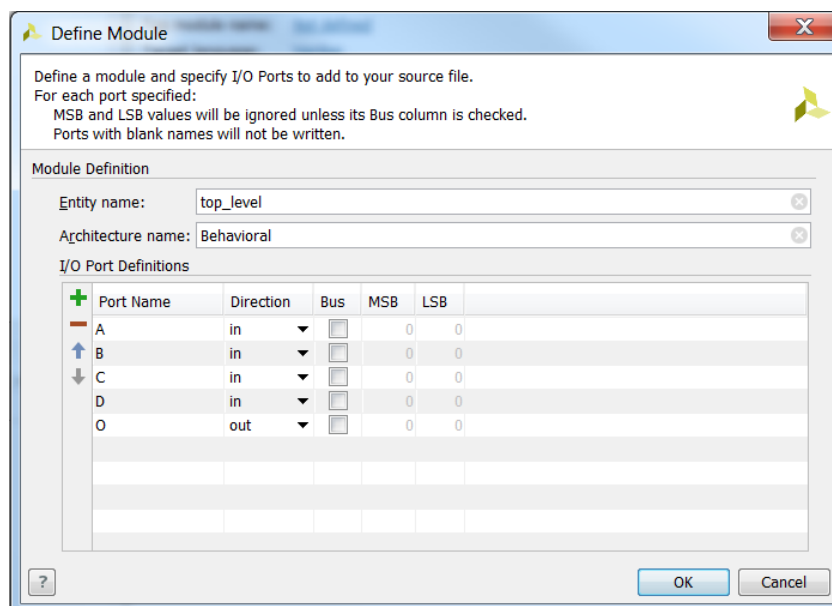 Define Module
Define a module and specify I/O Ports to add to your source file.
For each port specified:
MSB and LSB values will be ignored unless its Bus column is checked.
Ports with blank names will not be written.
Module Definition
Entity name: top_level
Architecture name: Behavioral
I/O Port Definitions
Port Name Direction Bus MSB LSB
A in 0 0
B in 0 0
C in 0 0
D in 0 0
O out 0 0
? OK Cancel